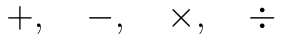 +, −, ×, ÷